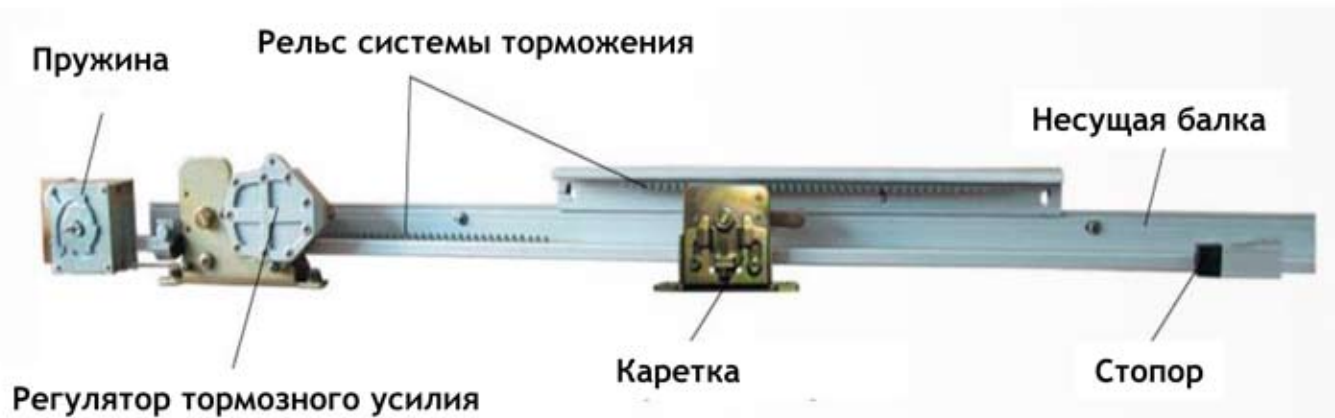 Рельс системы торможения
Пружина
Несущая балка
Каретка
Стопор
Регулятор тормозного усилия